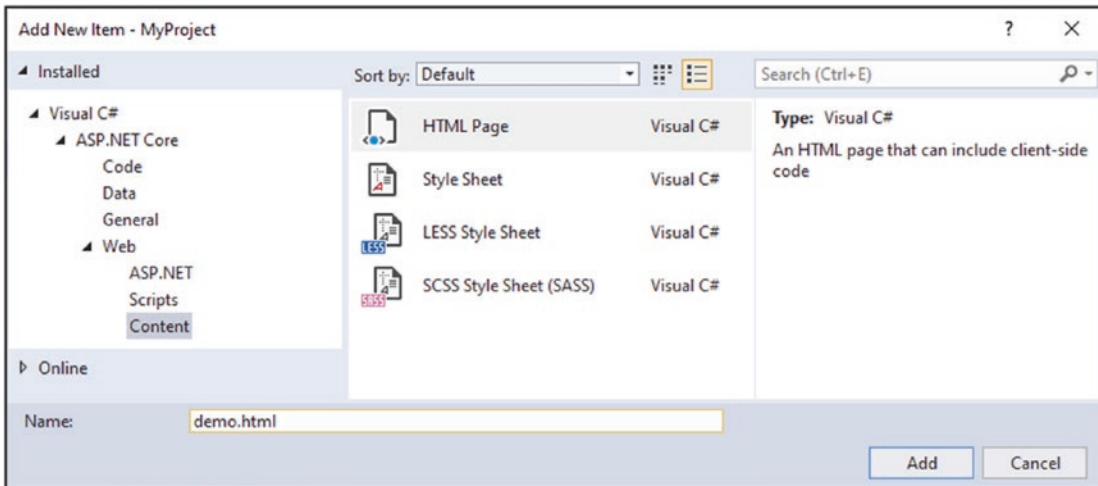 Add New Item - MyProject
?
Installed
Sort by: Default
Search (Ctrl+E)
Visual C#
ASP.NET Core
Code
Data
General
Web
ASP.NET
Scripts
Content
Online
HTML Page Visual C#
Style Sheet Visual C#
LESS
LESS Style Sheet Visual C#
SASS
SCSS Style Sheet (SASS) Visual C#
Type: Visual C#
An HTML page that can include client-side
code
Name: demo.html
Add Cancel